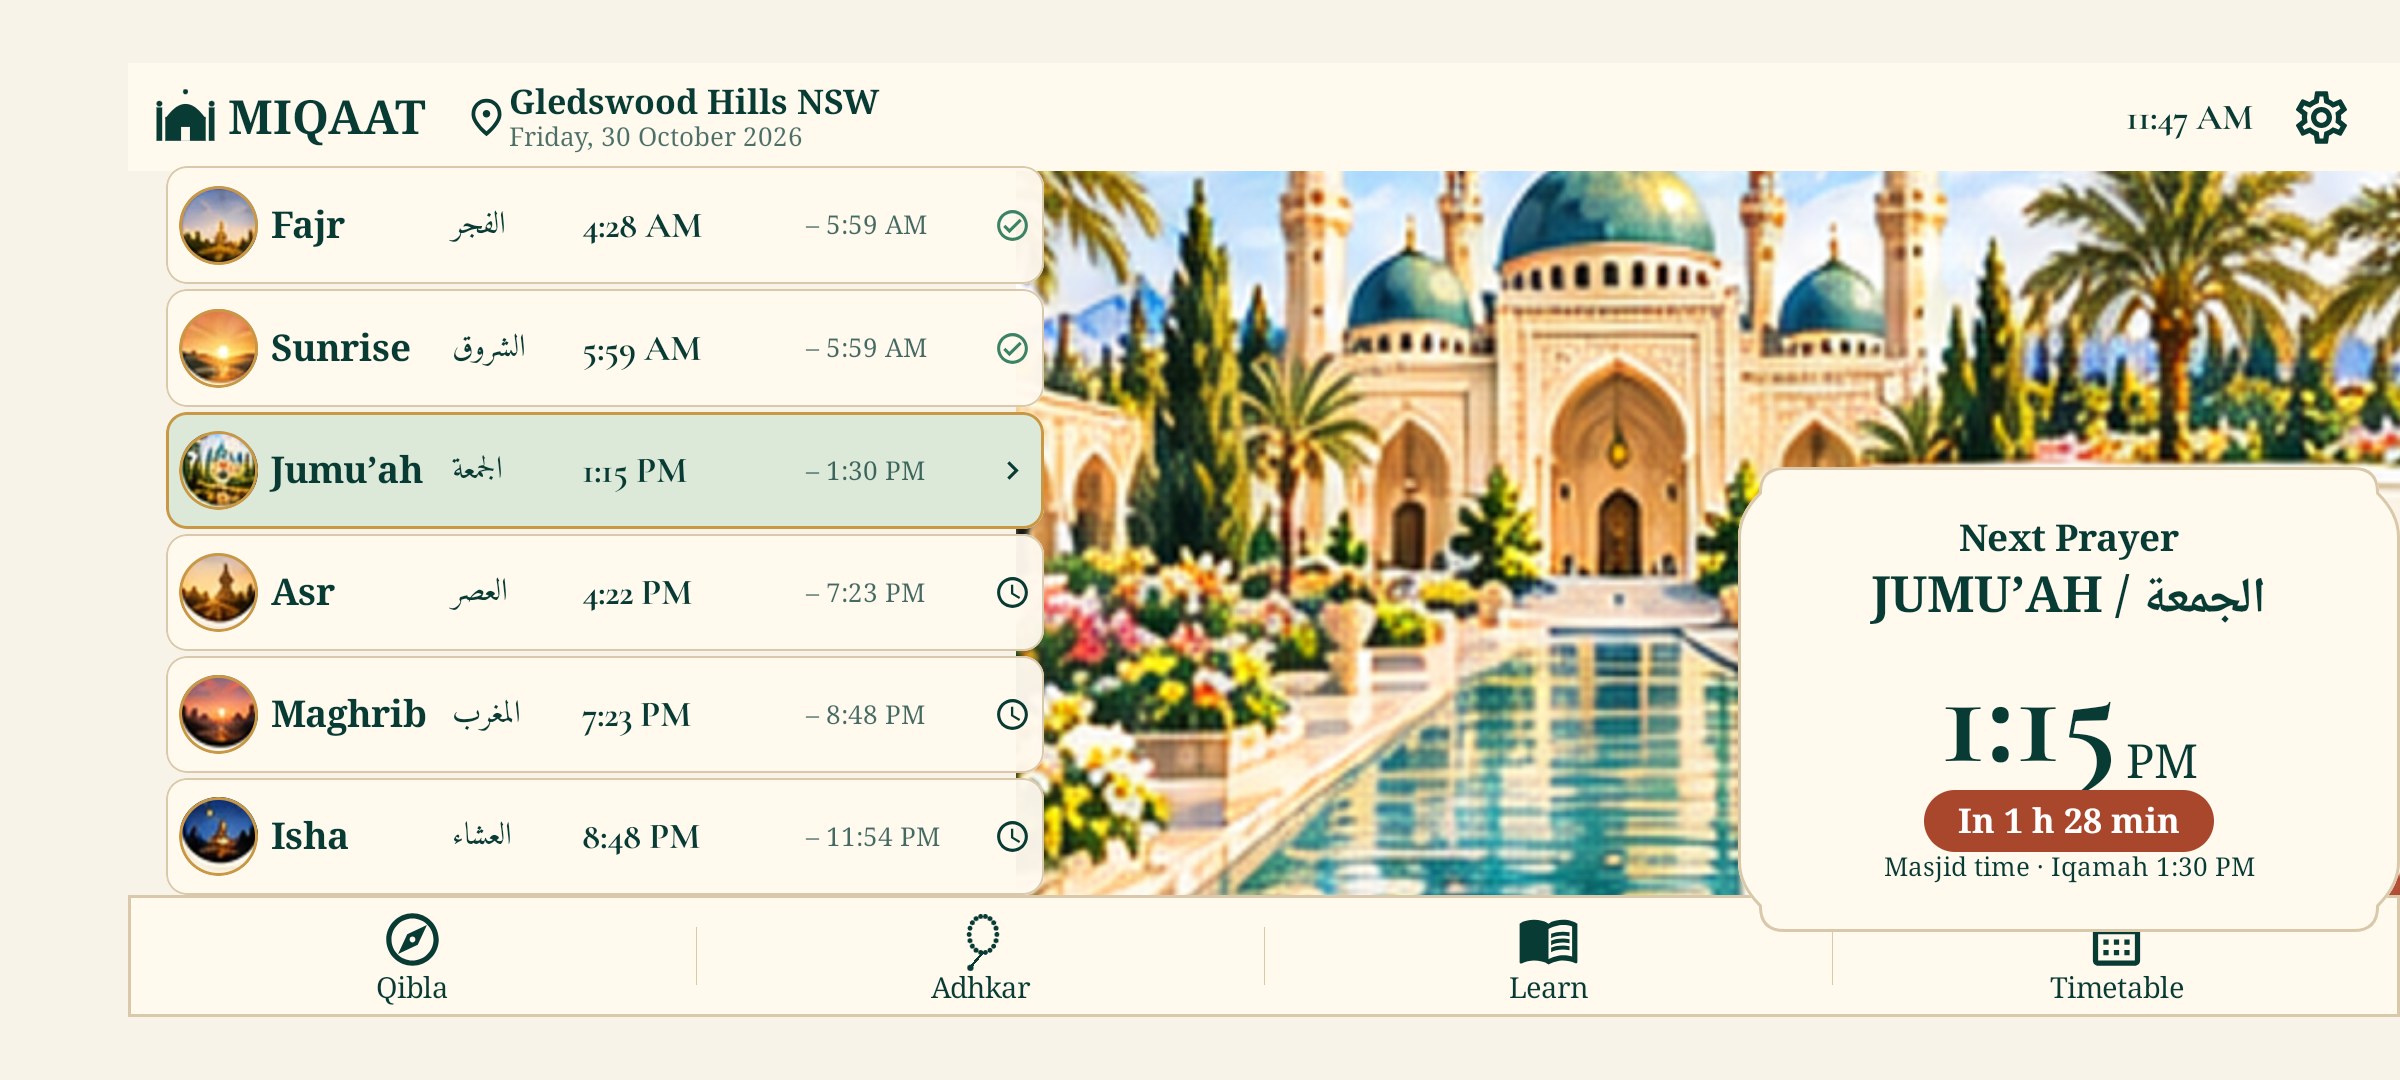 MIQAAT
Gledswood Hills NSW
Friday, 30 October 2026
11:47 AM
Fajr الفجر 4:28 AM – 5:59 AM
Sunrise الشروق 5:59 AM – 5:59 AM
Jumu’ah الجمعة 1:15 PM – 1:30 PM
Asr العصر 4:22 PM – 7:23 PM
Maghrib المغرب 7:23 PM – 8:48 PM
Isha العشاء 8:48 PM – 11:54 PM
Next Prayer
JUMU’AH / الجمعة
1:15 PM
In 1 h 28 min
Masjid time · Iqamah 1:30 PM
Qibla
Adhkar
Learn
Timetable